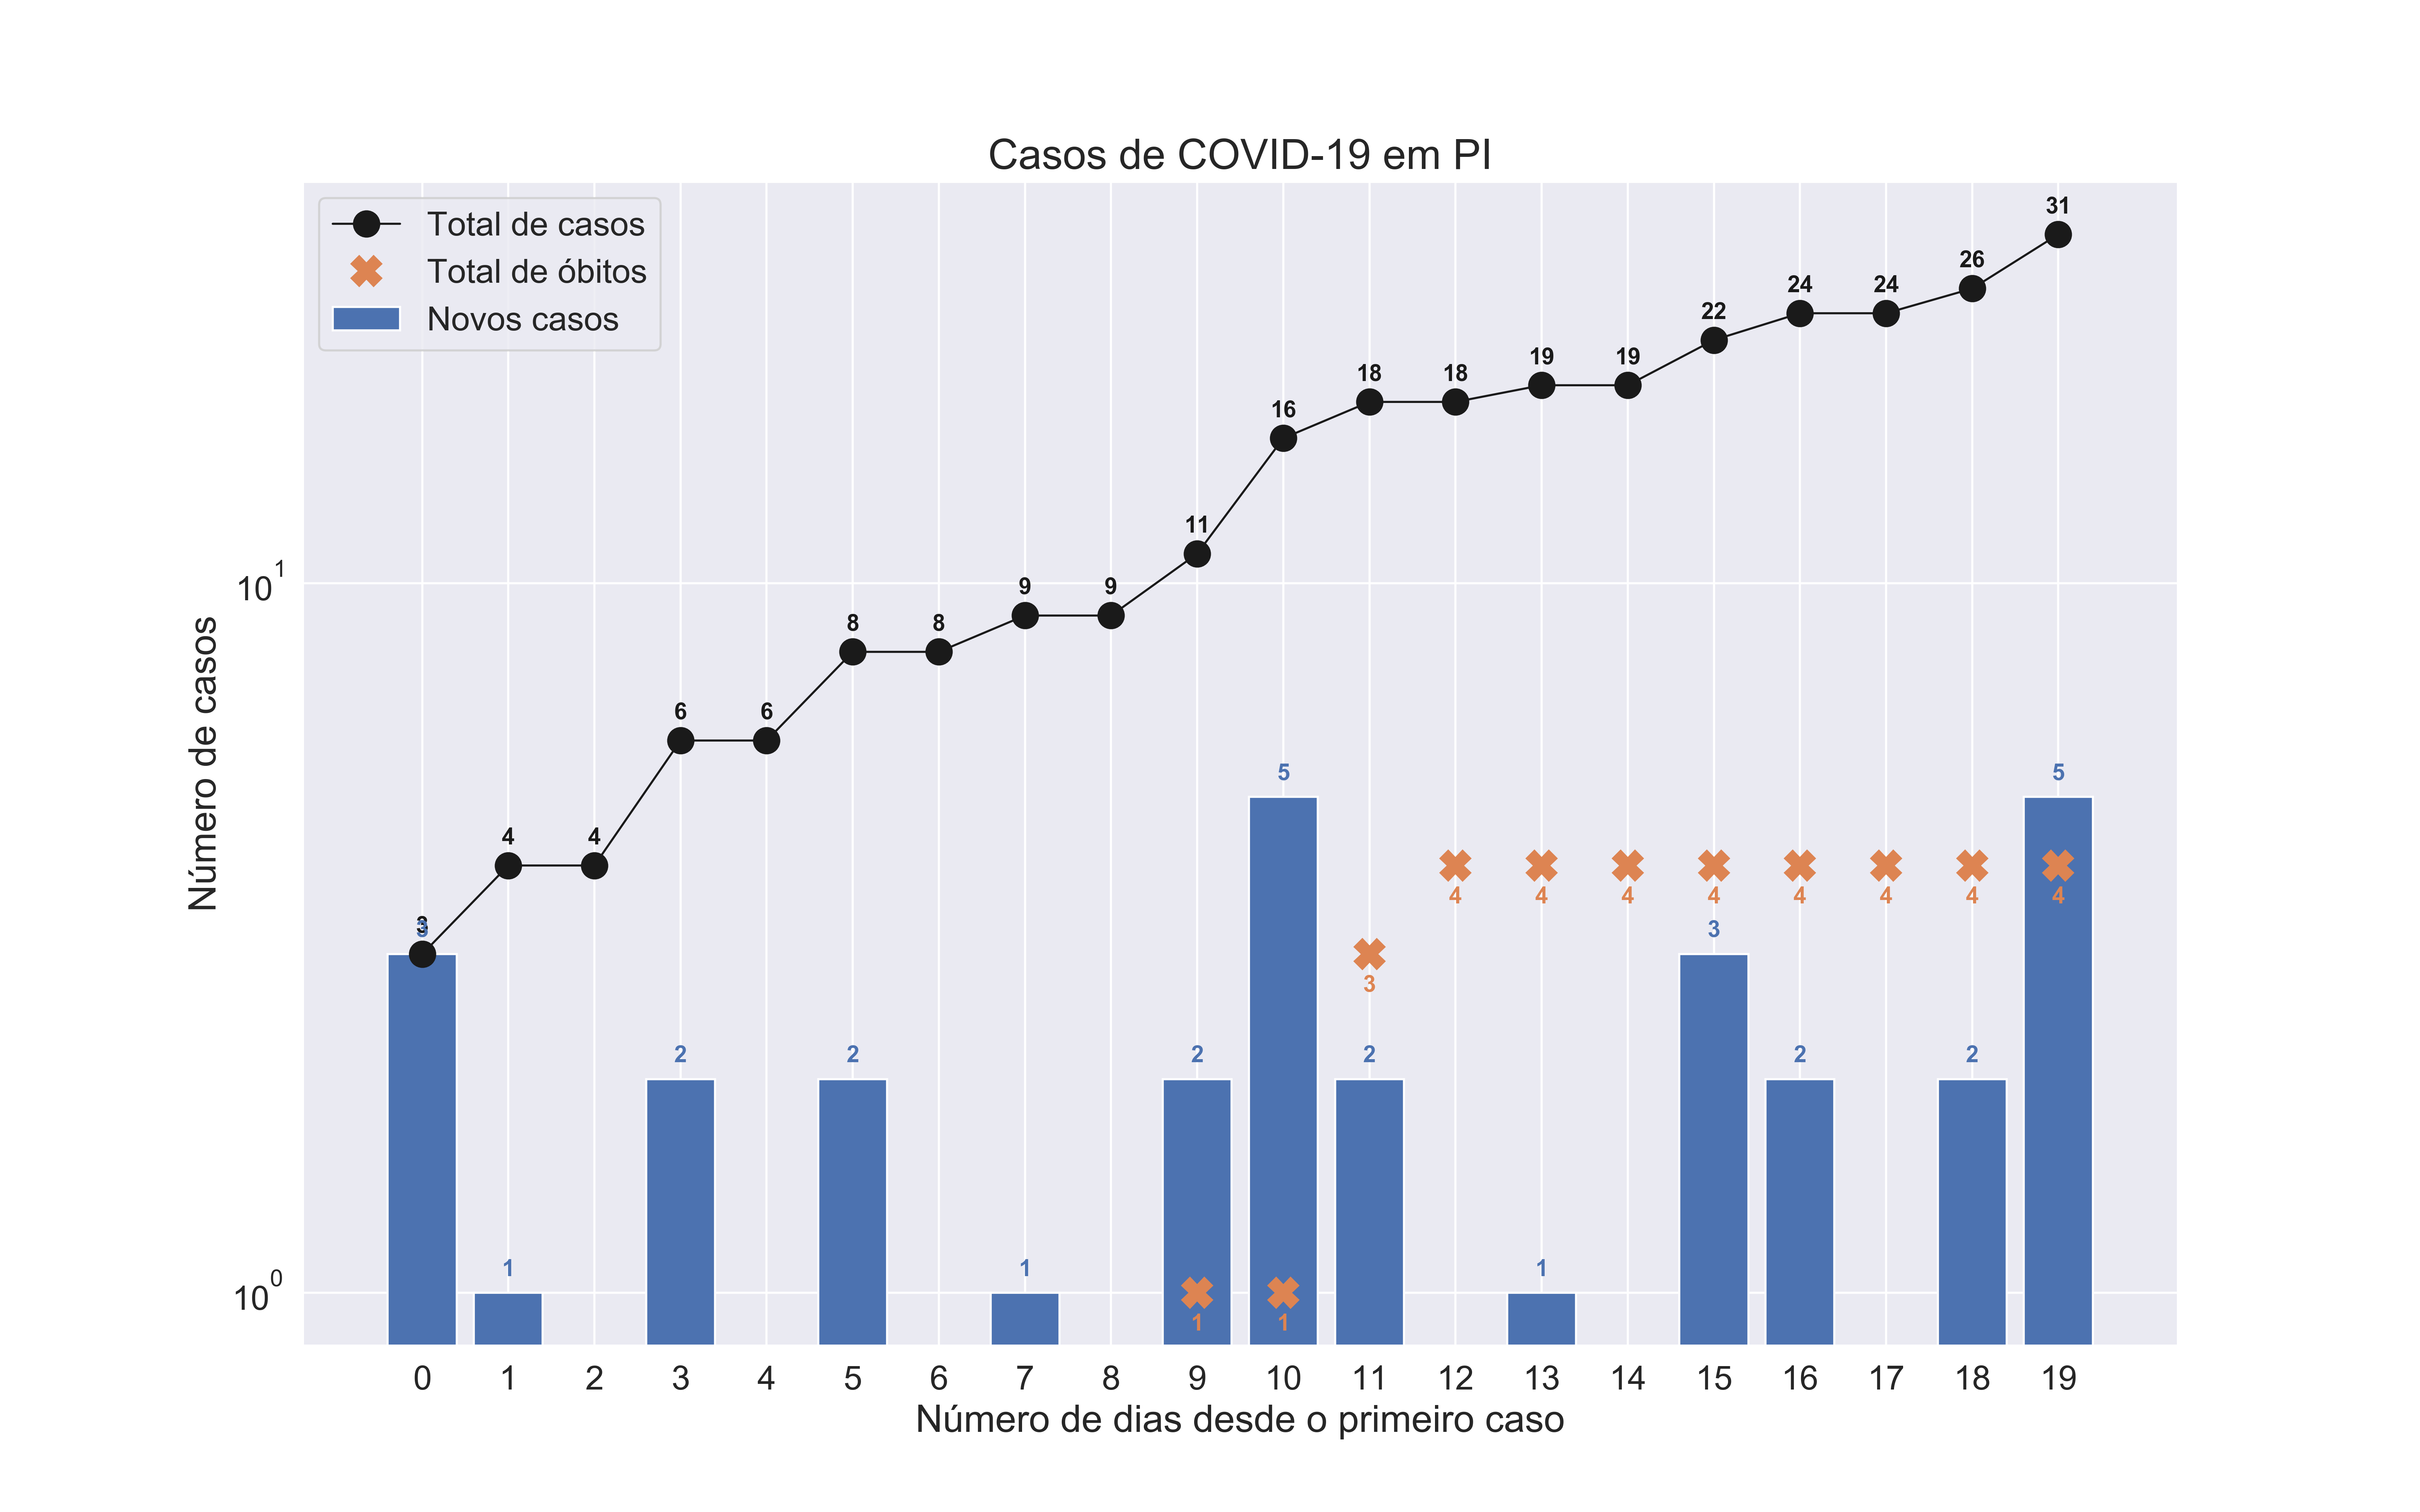 Casos de COVID-19 em PI
Total de casos
Total de óbitos
Novos casos
Número de casos
10^1
10^0
3 4 4 6 6 8 8 9 9 11 16 18 18 19 19 22 24 24 26 31
3 1 2 2 1 2 5 2 1 3 2 2 5
1 1 3 4 4 4 4 4 4 4 4
0 1 2 3 4 5 6 7 8 9 10 11 12 13 14 15 16 17 18 19
Número de dias desde o primeiro caso